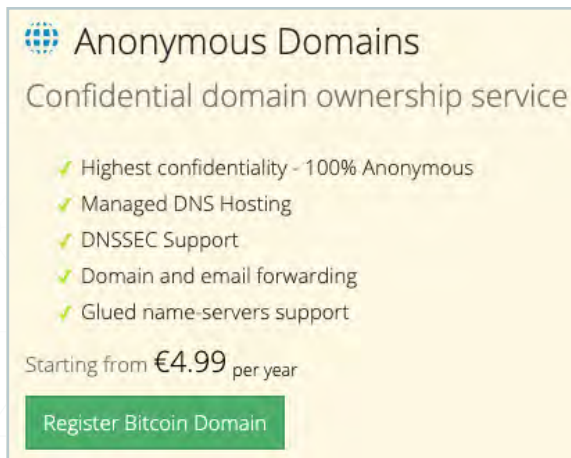 Anonymous Domains
Confidential domain ownership service
Highest confidentiality - 100% Anonymous
Managed DNS Hosting
DNSSEC Support
Domain and email forwarding
Glued name-servers support
Starting from €4.99 per year
Register Bitcoin Domain